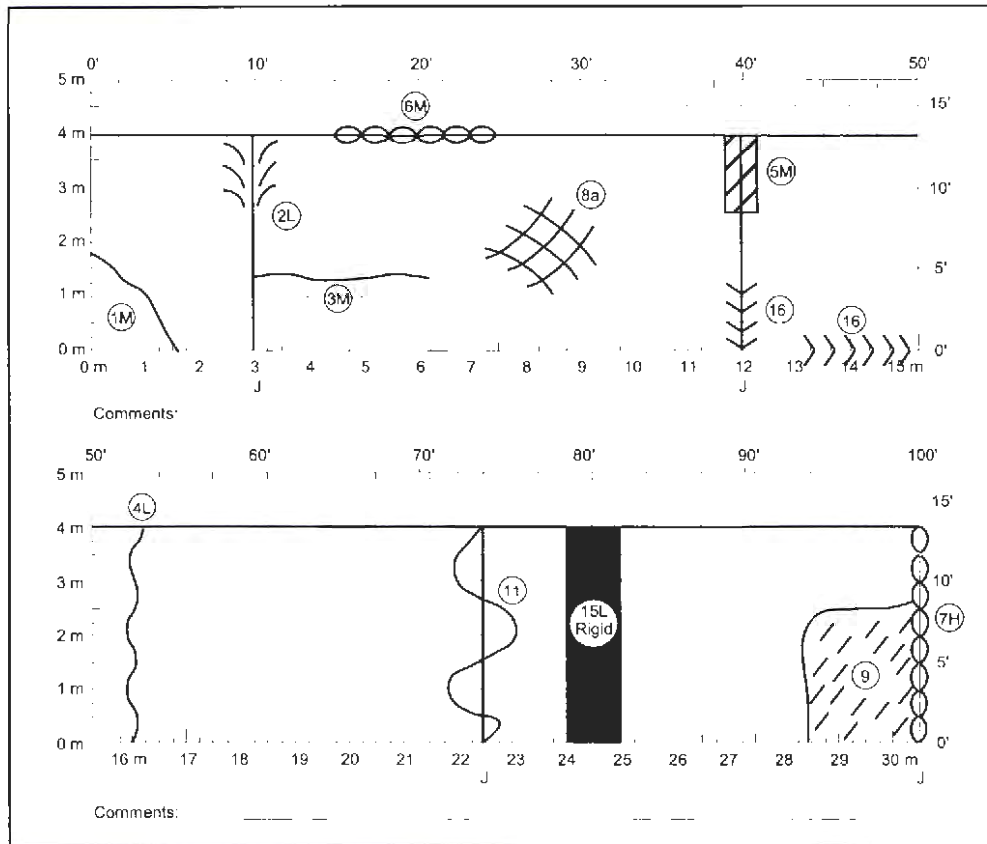 0' 10' 20' 30' 40' 50'
5 m
6M
15'
4 m
5M
3 m
8a
10'
2L
2 m
5'
1 m
3M
1M
16
16
0 m
0'
0 m 1 2 3 4 5 6 7 8 9 10 11 12 13 14 15 m
J J
Comments:
50' 60' 70' 80' 90' 100'
5 m
4L
15'
4 m
3 m
10'
11
15L
Rigid
7H
2 m
9
5'
1 m
0 m
0'
16 m 17 18 19 20 21 22 23 24 25 26 27 28 29 30 m
J J
Comments: